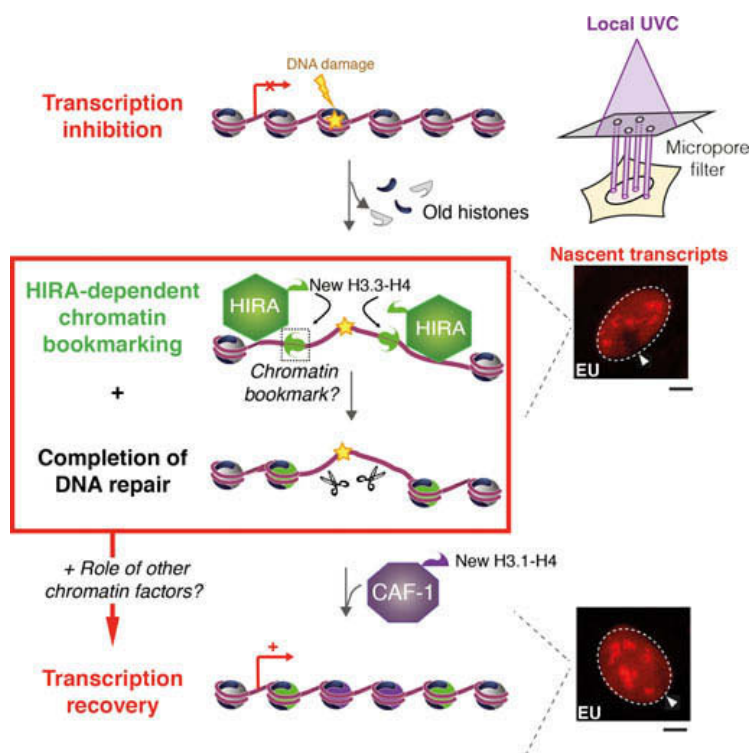 Local UVC
DNA damage
Transcription
inhibition
Micropore
filter
Old histones
Nascent transcripts
HIRA-dependent
chromatin
bookmarking
HIRA
New H3.3-H4
HIRA
Chromatin
bookmark?
EU
+
Completion of
DNA repair
+ Role of other
chromatin factors?
New H3.1-H4
CAF-1
Transcription
recovery
+
EU